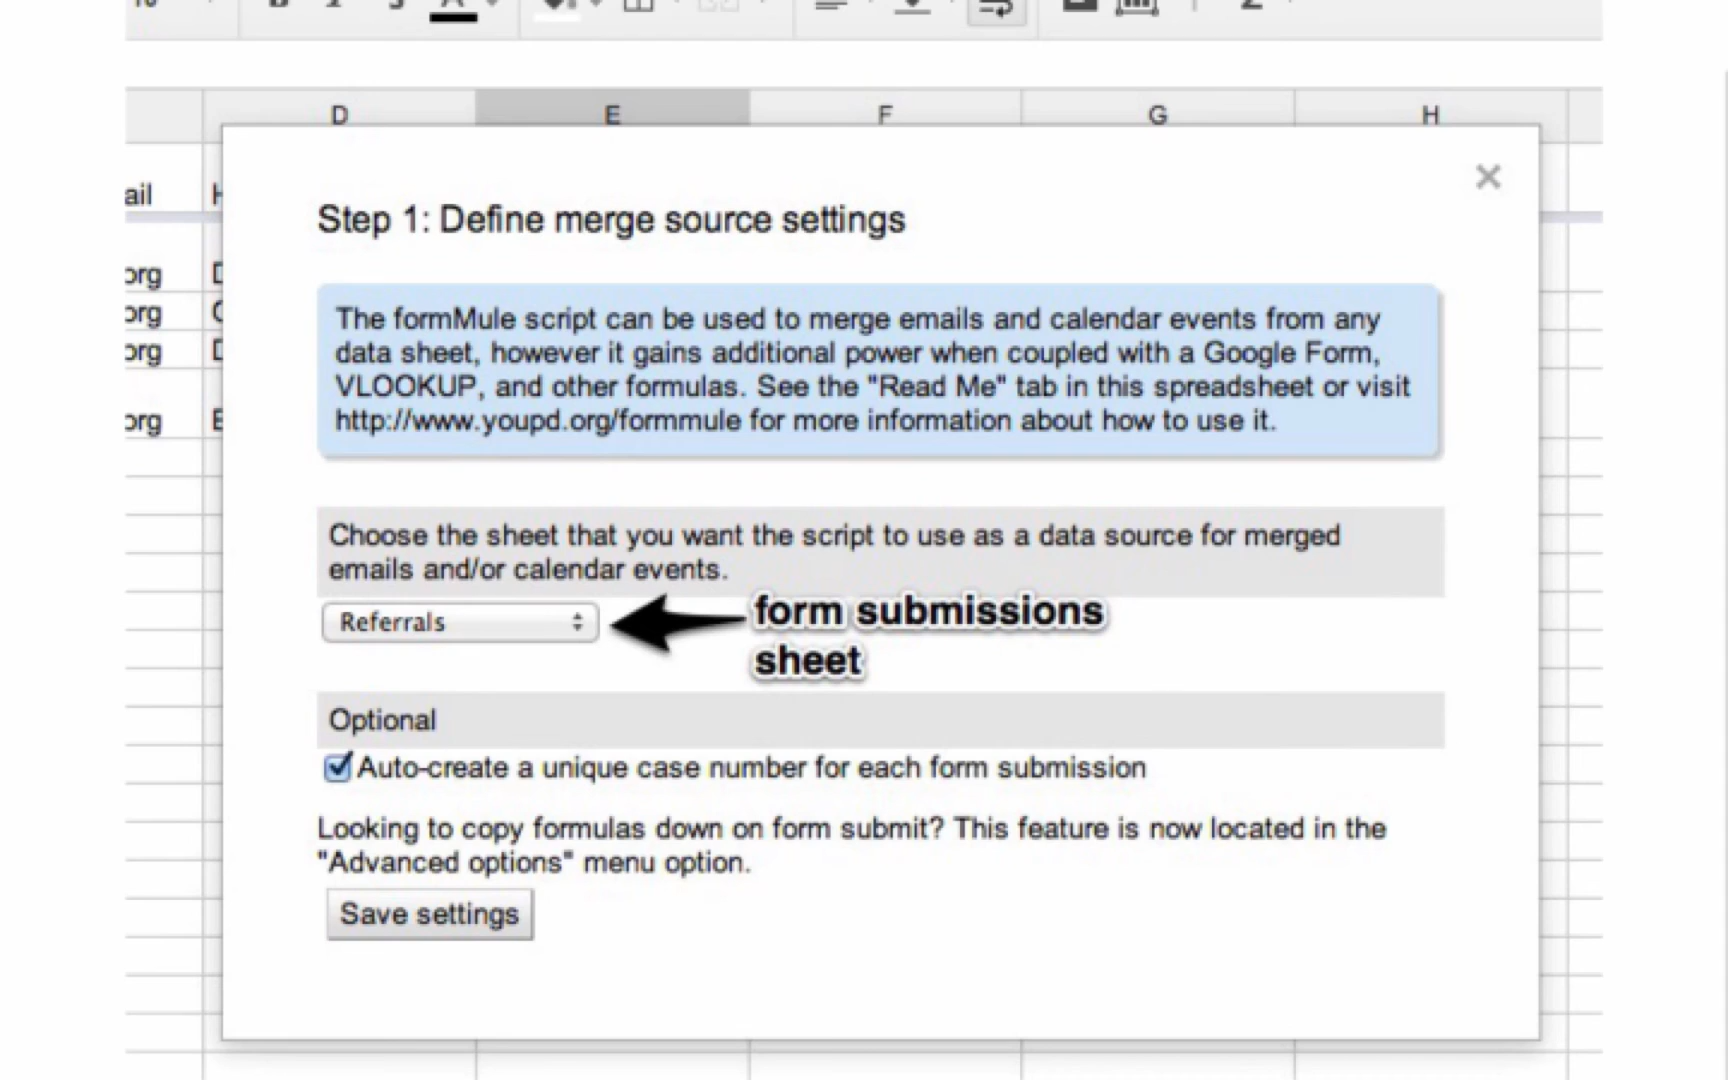 D E F G H
ail
Step 1: Define merge source settings
org
The formMule script can be used to merge emails and calendar events from any
org
data sheet, however it gains additional power when coupled with a Google Form,
org
VLOOKUP, and other formulas. See the "Read Me" tab in this spreadsheet or visit
org
http://www.youpd.org/formmule for more information about how to use it.
Choose the sheet that you want the script to use as a data source for merged
emails and/or calendar events.
Referrals
form submissions
sheet
Optional
Auto-create a unique case number for each form submission
Looking to copy formulas down on form submit? This feature is now located in the
"Advanced options" menu option.
Save settings